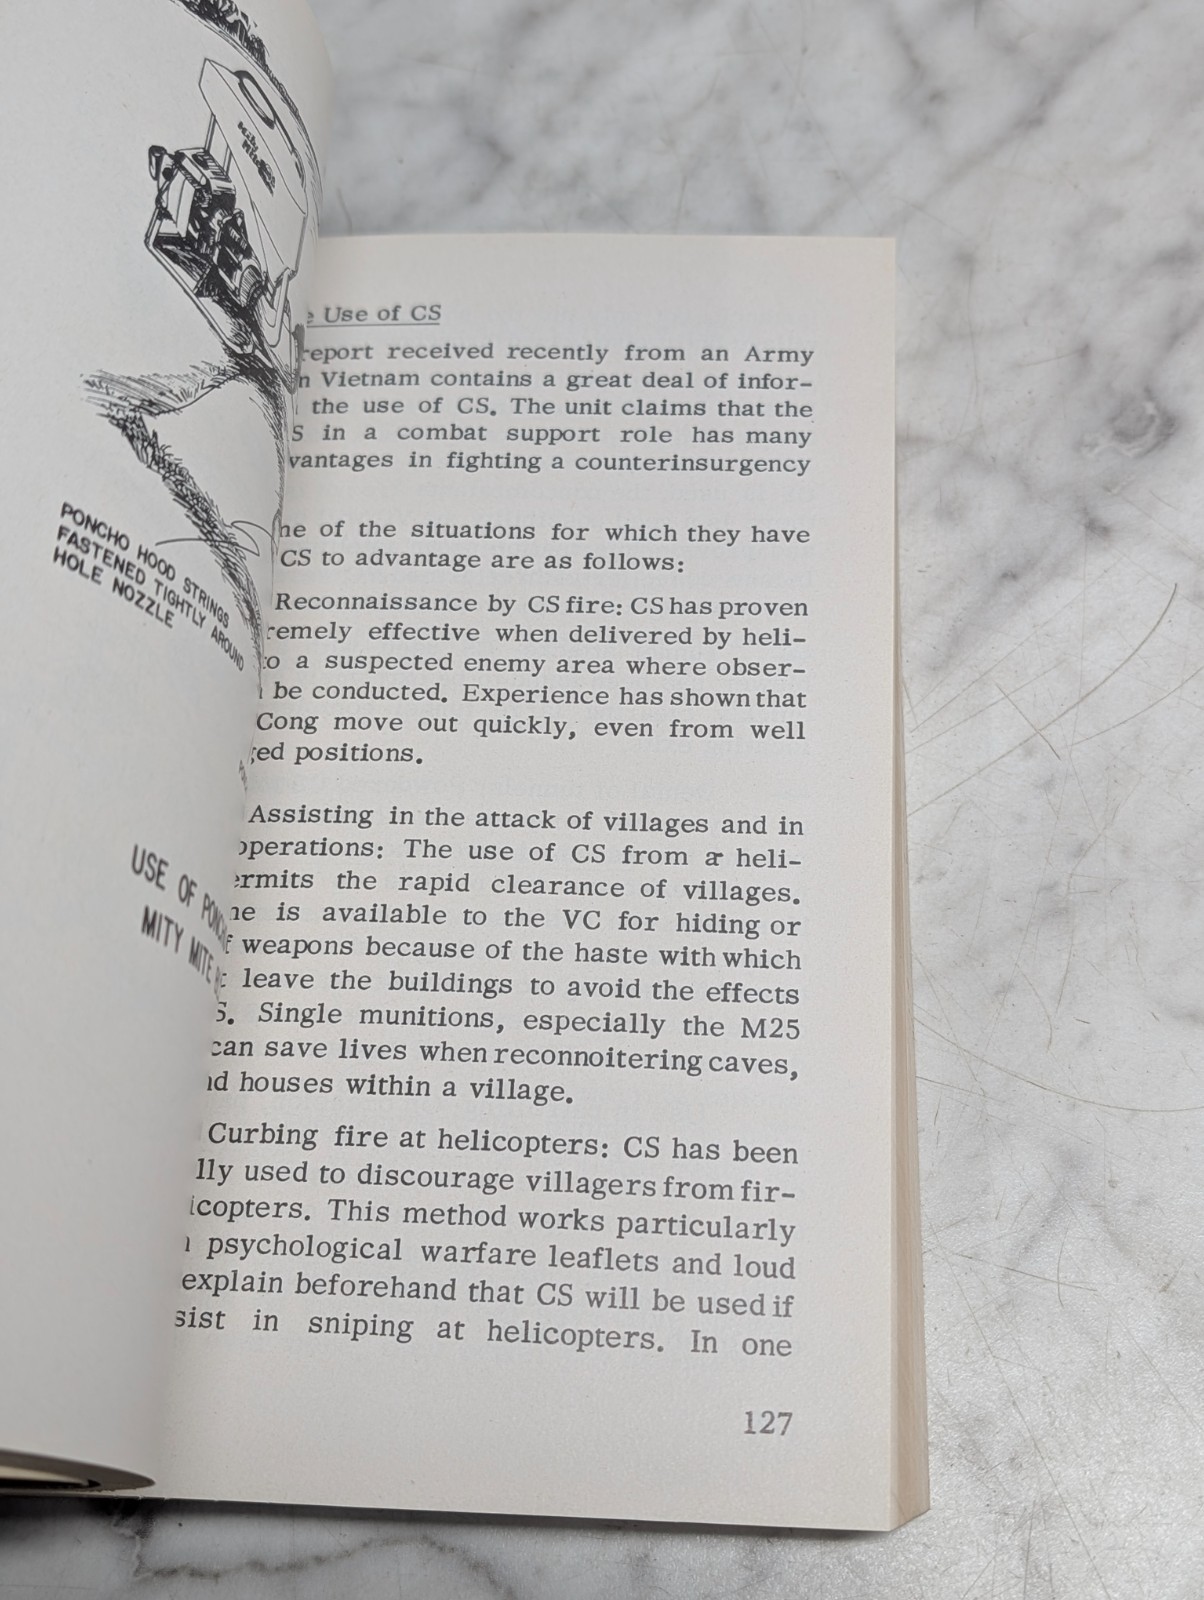 Mity Mite
PONCHO HOOD STRINGS
FASTENED TIGHTLY AROUND
HOLE NOZZLE
USE OF
MITY MITE
Use of CS
report received recently from an Army
Vietnam contains a great deal of infor-
the use of CS. The unit claims that the
in a combat support role has many
vantages in fighting a counterinsurgency
of the situations for which they have
CS to advantage are as follows:
Reconnaissance by CS fire: CS has proven
remely effective when delivered by heli-
a suspected enemy area where obser-
be conducted. Experience has shown that
Cong move out quickly, even from well
ed positions.
Assisting in the attack of villages and in
operations: The use of CS from a heli-
ermits the rapid clearance of villages.
is available to the VC for hiding or
weapons because of the haste with which
leave the buildings to avoid the effects
S. Single munitions, especially the M25
can save lives when reconnoitering caves,
houses within a village.
Curbing fire at helicopters: CS has been
lly used to discourage villagers from fir-
icopters. This method works particularly
psychological warfare leaflets and loud
explain beforehand that CS will be used if
sist in sniping at helicopters. In one
127